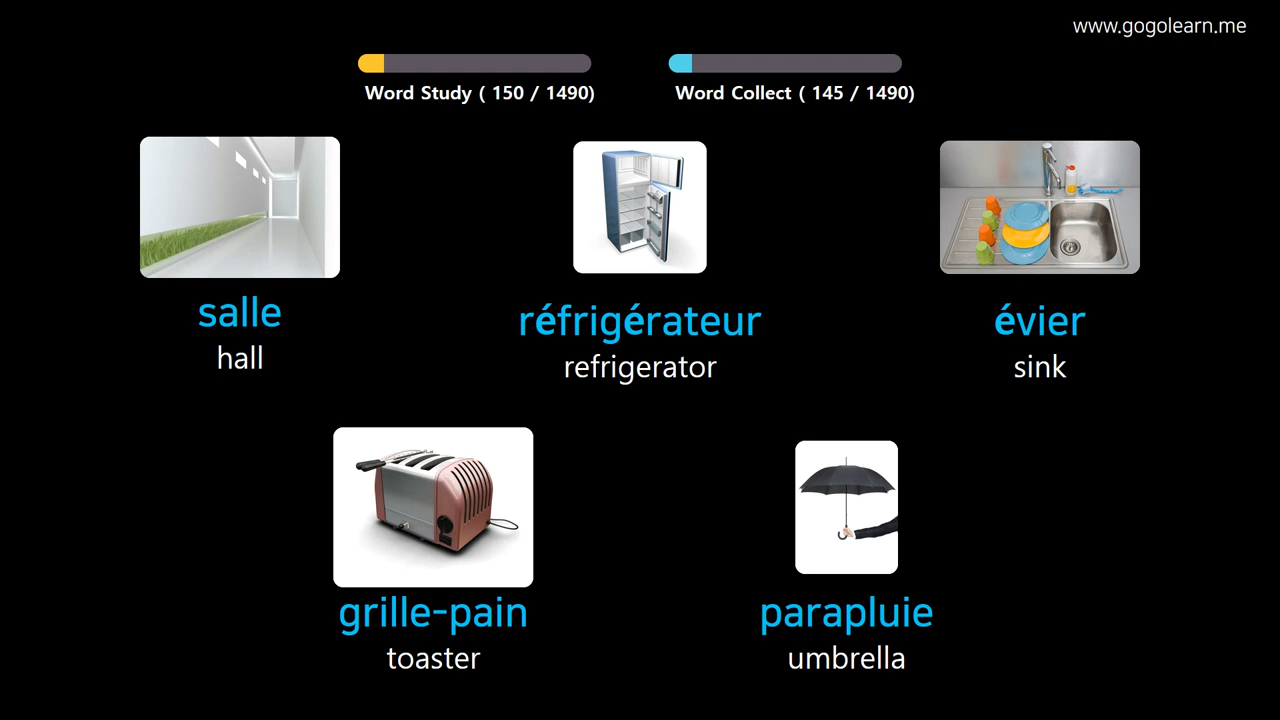 www.gogolearn.me
Word Study ( 150 / 1490)
Word Collect ( 145 / 1490)
salle
hall
réfrigérateur
refrigerator
évier
sink
grille-pain
toaster
parapluie
umbrella